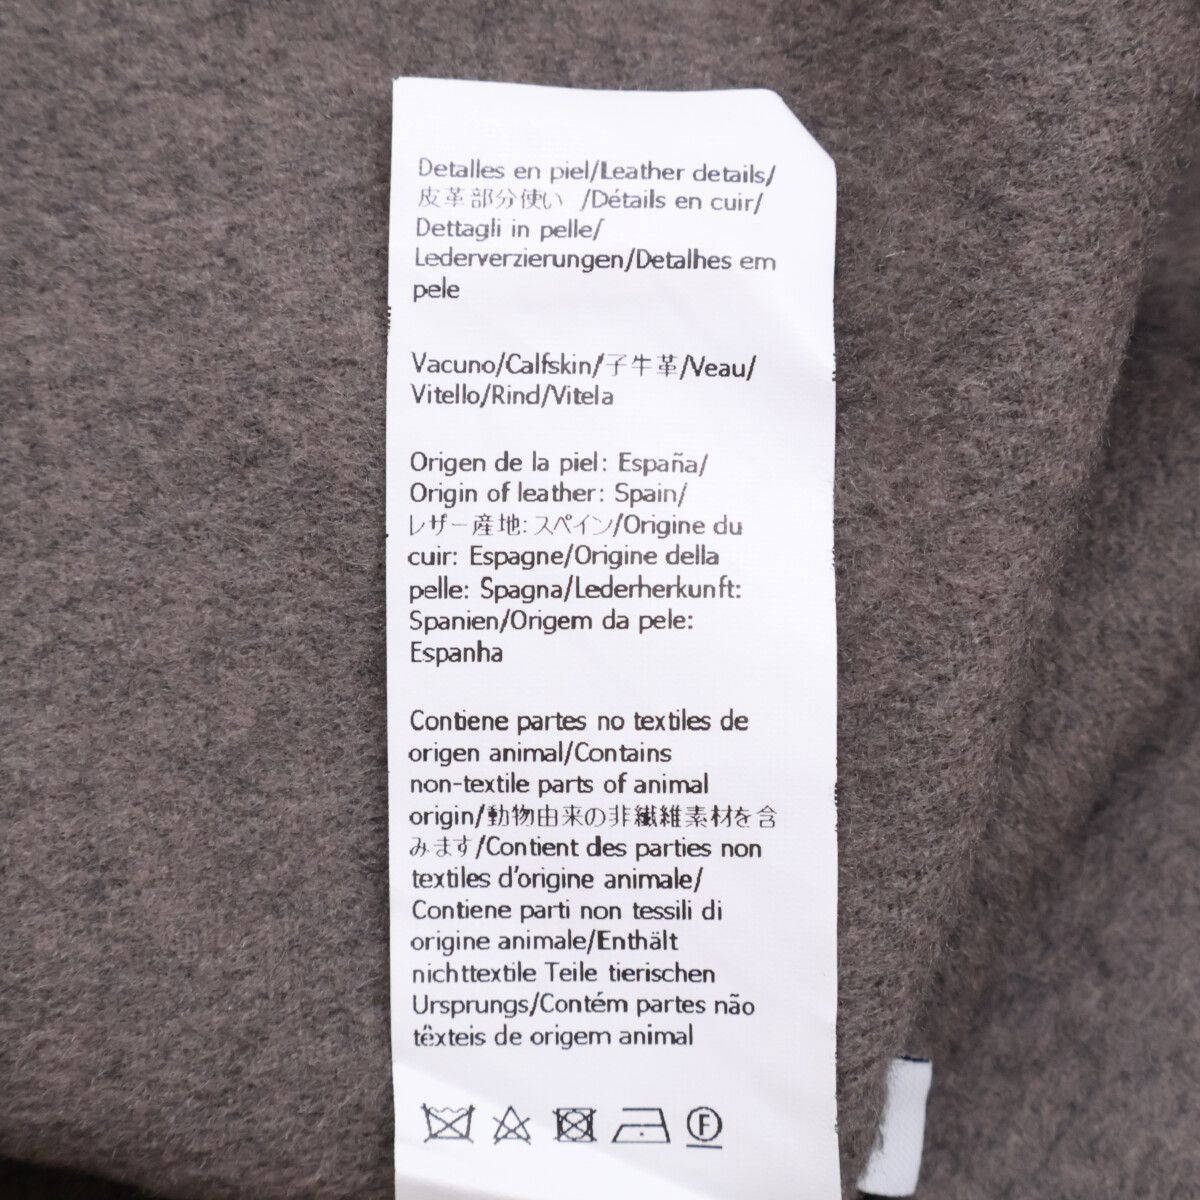 Detalles en piel/Leather details/
皮革部分使い /Détails en cuir/
Dettagli in pelle/
Lederverzierungen/Detalhes em
pele
Vacuno/Calfskin/子牛革/Veau/
Vitello/Rind/Vitela
Origen de la piel: España/
Origin of leather: Spain/
レザー産地: スペイン/Origine du
cuir: Espagne/Origine della
pelle: Spagna/Lederherkunft:
Spanien/Origem da pele:
Espanha
Contiene partes no textiles de
origen animal/Contains
non-textile parts of animal
origin/動物由来の非繊維素材を含
みます/Contient des parties non
textiles d'origine animale/
Contiene parti non tessili di
origine animale/Enthält
nichttextile Teile tierischen
Ursprungs/Contém partes não
têxteis de origem animal
F